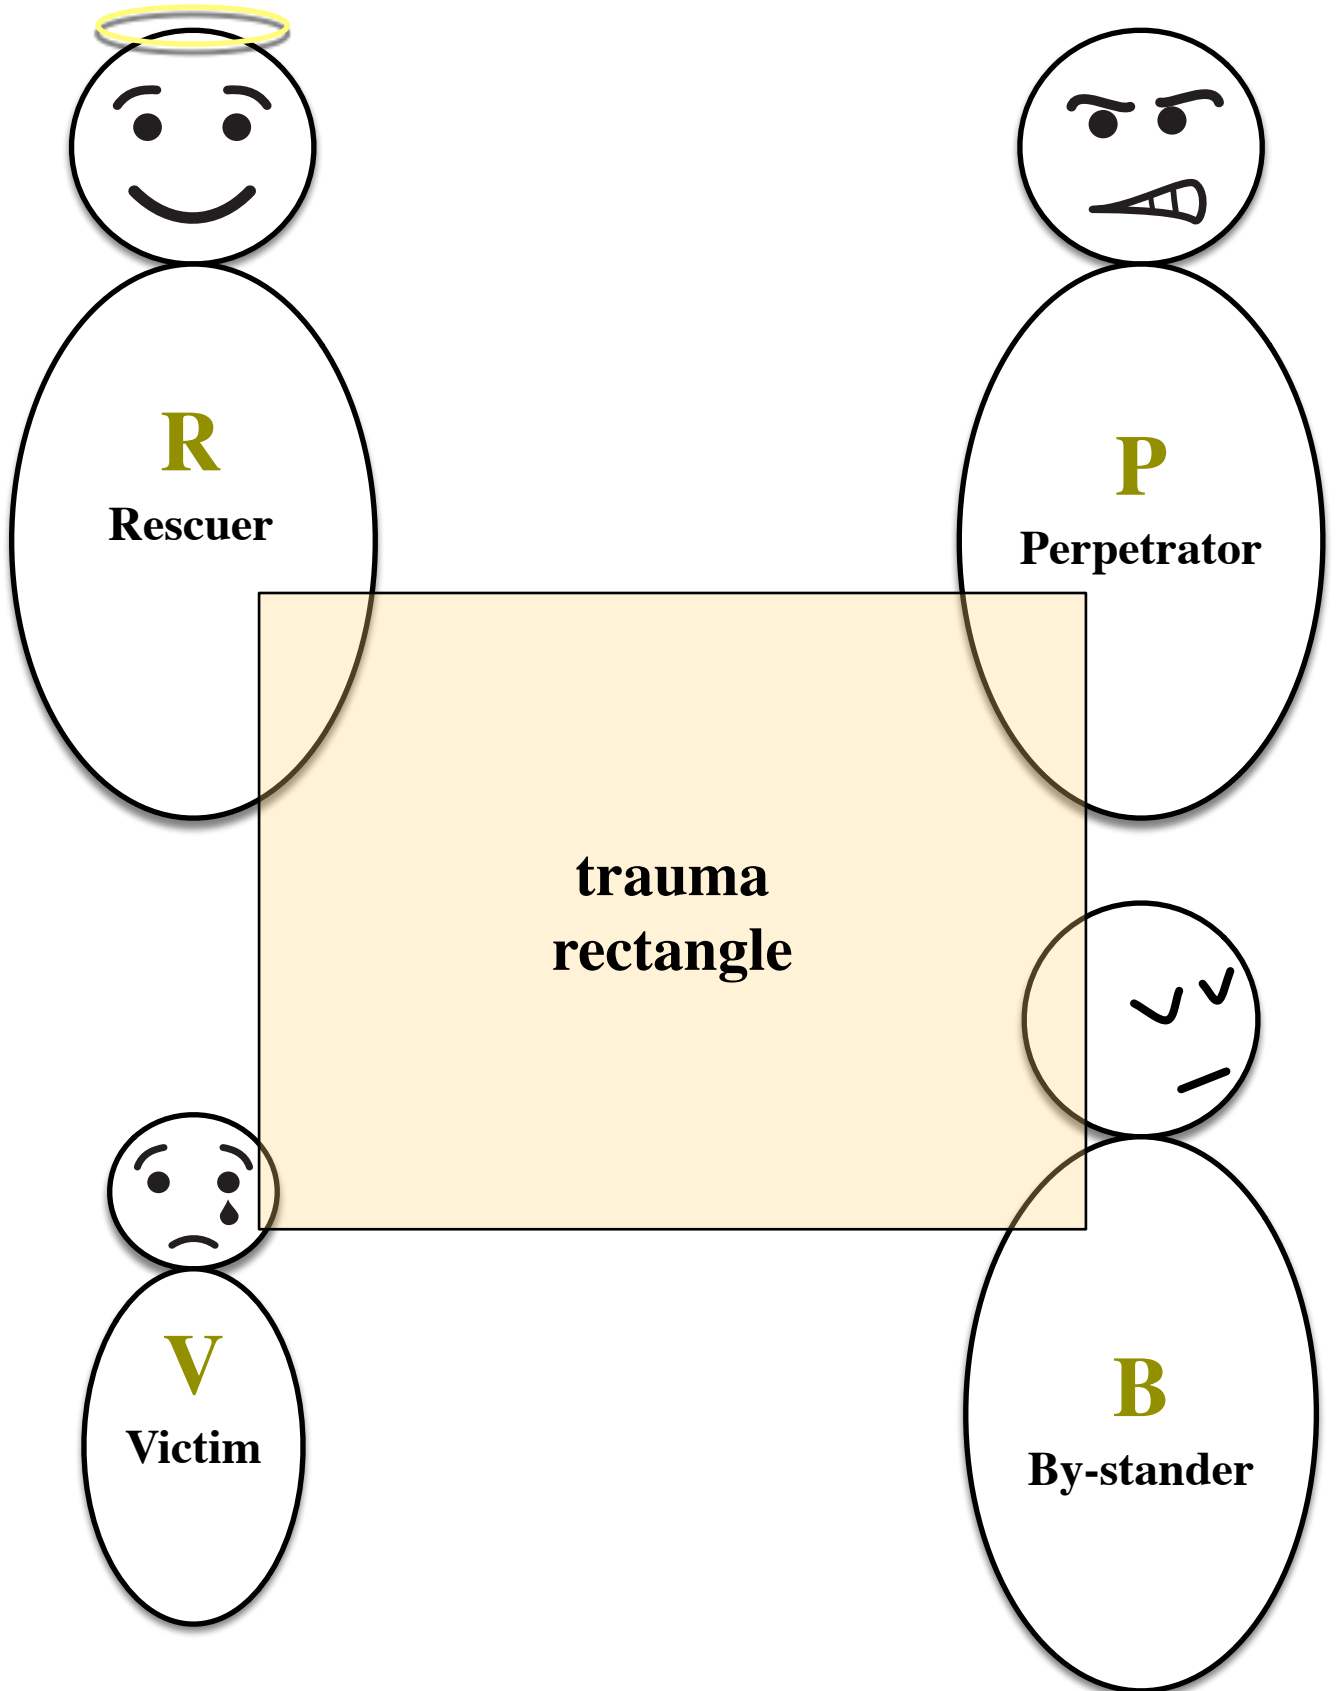 R
Rescuer
P
Perpetrator
trauma
rectangle
V
Victim
B
By-stander